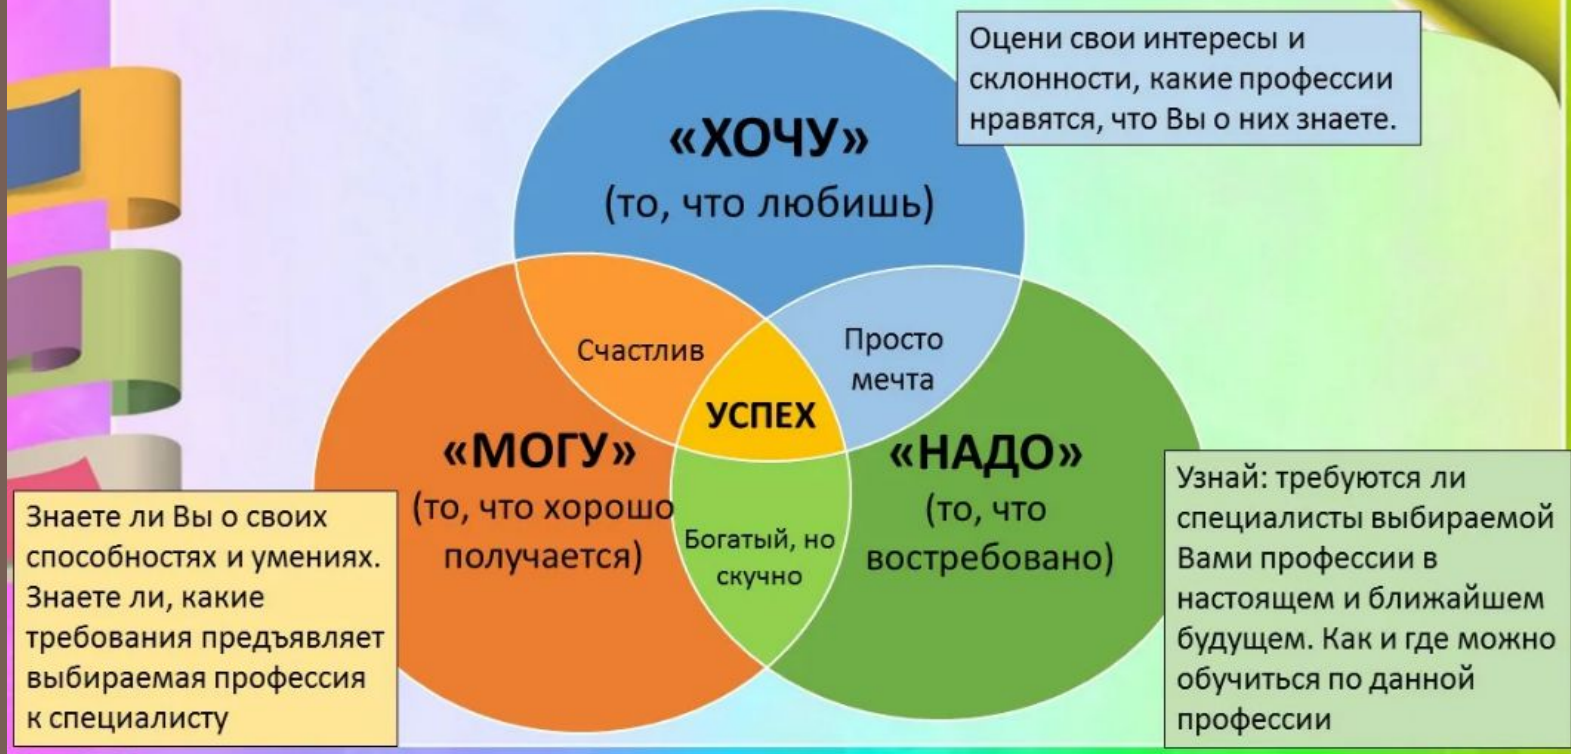 Оцени свои интересы и
склонности, какие профессии
нравятся, что Вы о них знаете.
«ХОЧУ»
(то, что любишь)
Счастлив
Просто
мечта
УСПЕХ
«МОГУ»
(то, что хорошо
получается)
«НАДО»
(то, что
востребовано)
Богатый, но
скучно
Знаете ли Вы о своих
способностях и умениях.
Знаете ли, какие
требования предъявляет
выбираемая профессия
к специалисту
Узнай: требуются ли
специалисты выбираемой
Вами профессии в
настоящем и ближайшем
будущем. Как и где можно
обучиться по данной
профессии